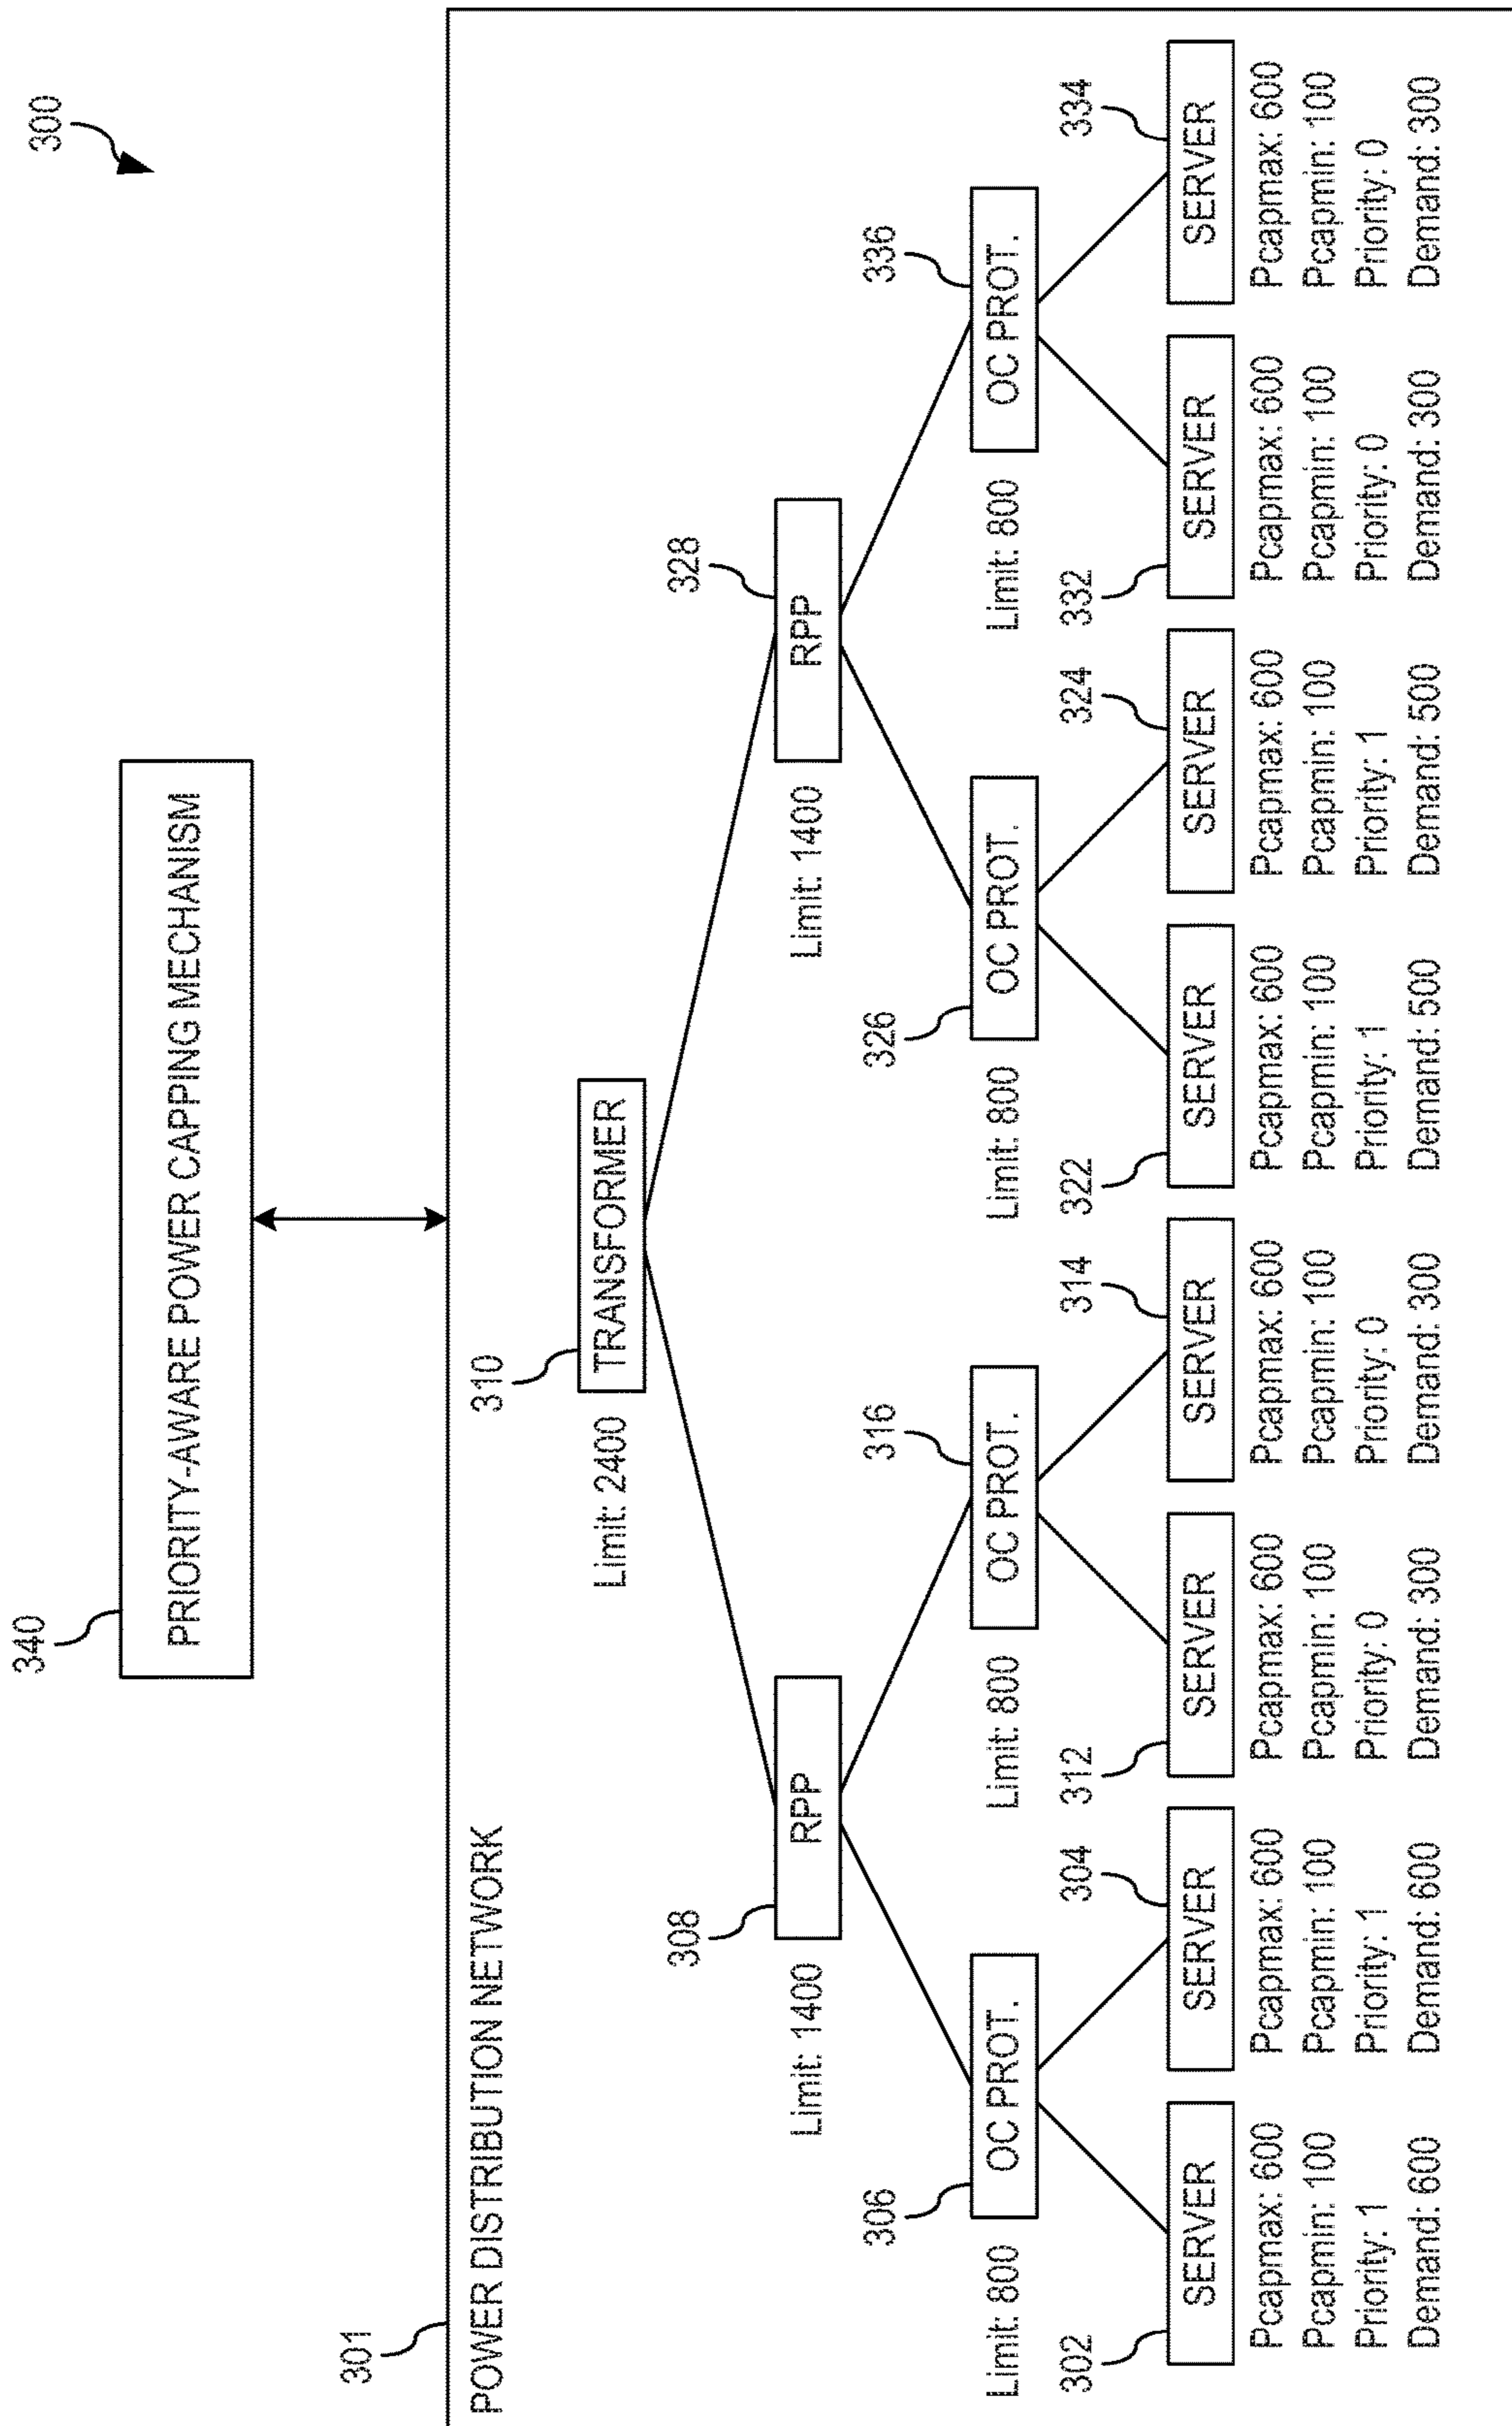 300
340
PRIORITY-AWARE POWER CAPPING MECHANISM
301
POWER DISTRIBUTION NETWORK
310
TRANSFORMER
Limit: 2400
308
RPP
Limit: 1400
328
RPP
Limit: 1400
306
OC PROT.
Limit: 800
316
OC PROT.
Limit: 800
326
OC PROT.
Limit: 800
336
OC PROT.
Limit: 800
302
SERVER
Pcapmax: 600
Pcapmin: 100
Priority: 1
Demand: 600
304
SERVER
Pcapmax: 600
Pcapmin: 100
Priority: 1
Demand: 600
312
SERVER
Pcapmax: 600
Pcapmin: 100
Priority: 0
Demand: 300
314
SERVER
Pcapmax: 600
Pcapmin: 100
Priority: 0
Demand: 300
322
SERVER
Pcapmax: 600
Pcapmin: 100
Priority: 1
Demand: 500
324
SERVER
Pcapmax: 600
Pcapmin: 100
Priority: 1
Demand: 500
332
SERVER
Pcapmax: 600
Pcapmin: 100
Priority: 0
Demand: 300
334
SERVER
Pcapmax: 600
Pcapmin: 100
Priority: 0
Demand: 300